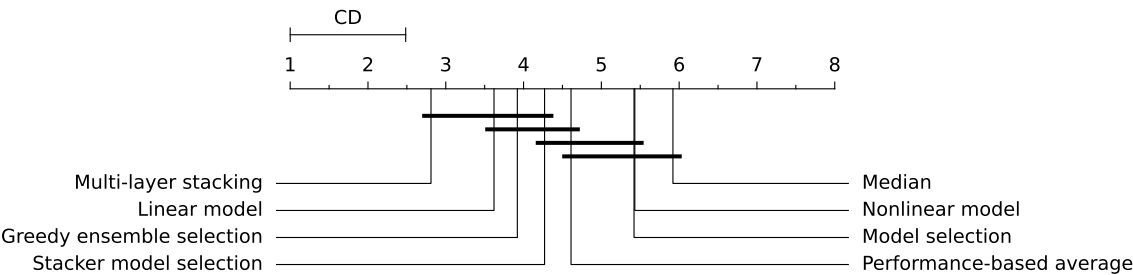 CD
1 2 3 4 5 6 7 8
Multi-layer stacking
Linear model
Greedy ensemble selection
Stacker model selection
Median
Nonlinear model
Model selection
Performance-based average